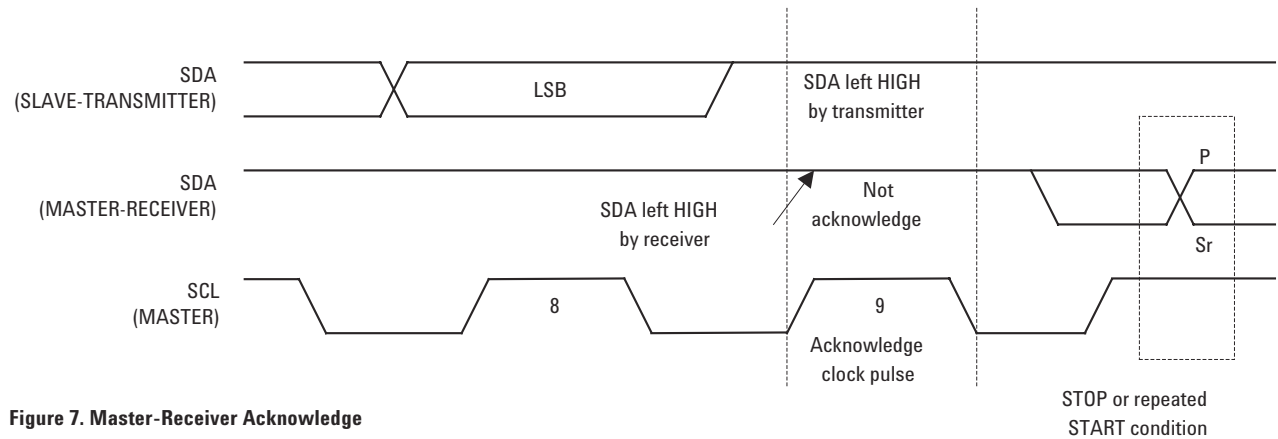 SDA
(SLAVE-TRANSMITTER)
LSB
SDA left HIGH
by transmitter
SDA
(MASTER-RECEIVER)
P
Not
acknowledge
SDA left HIGH
by receiver
Sr
SCL
(MASTER)
8
9
Acknowledge
clock pulse
STOP or repeated
START condition
Figure 7. Master-Receiver Acknowledge